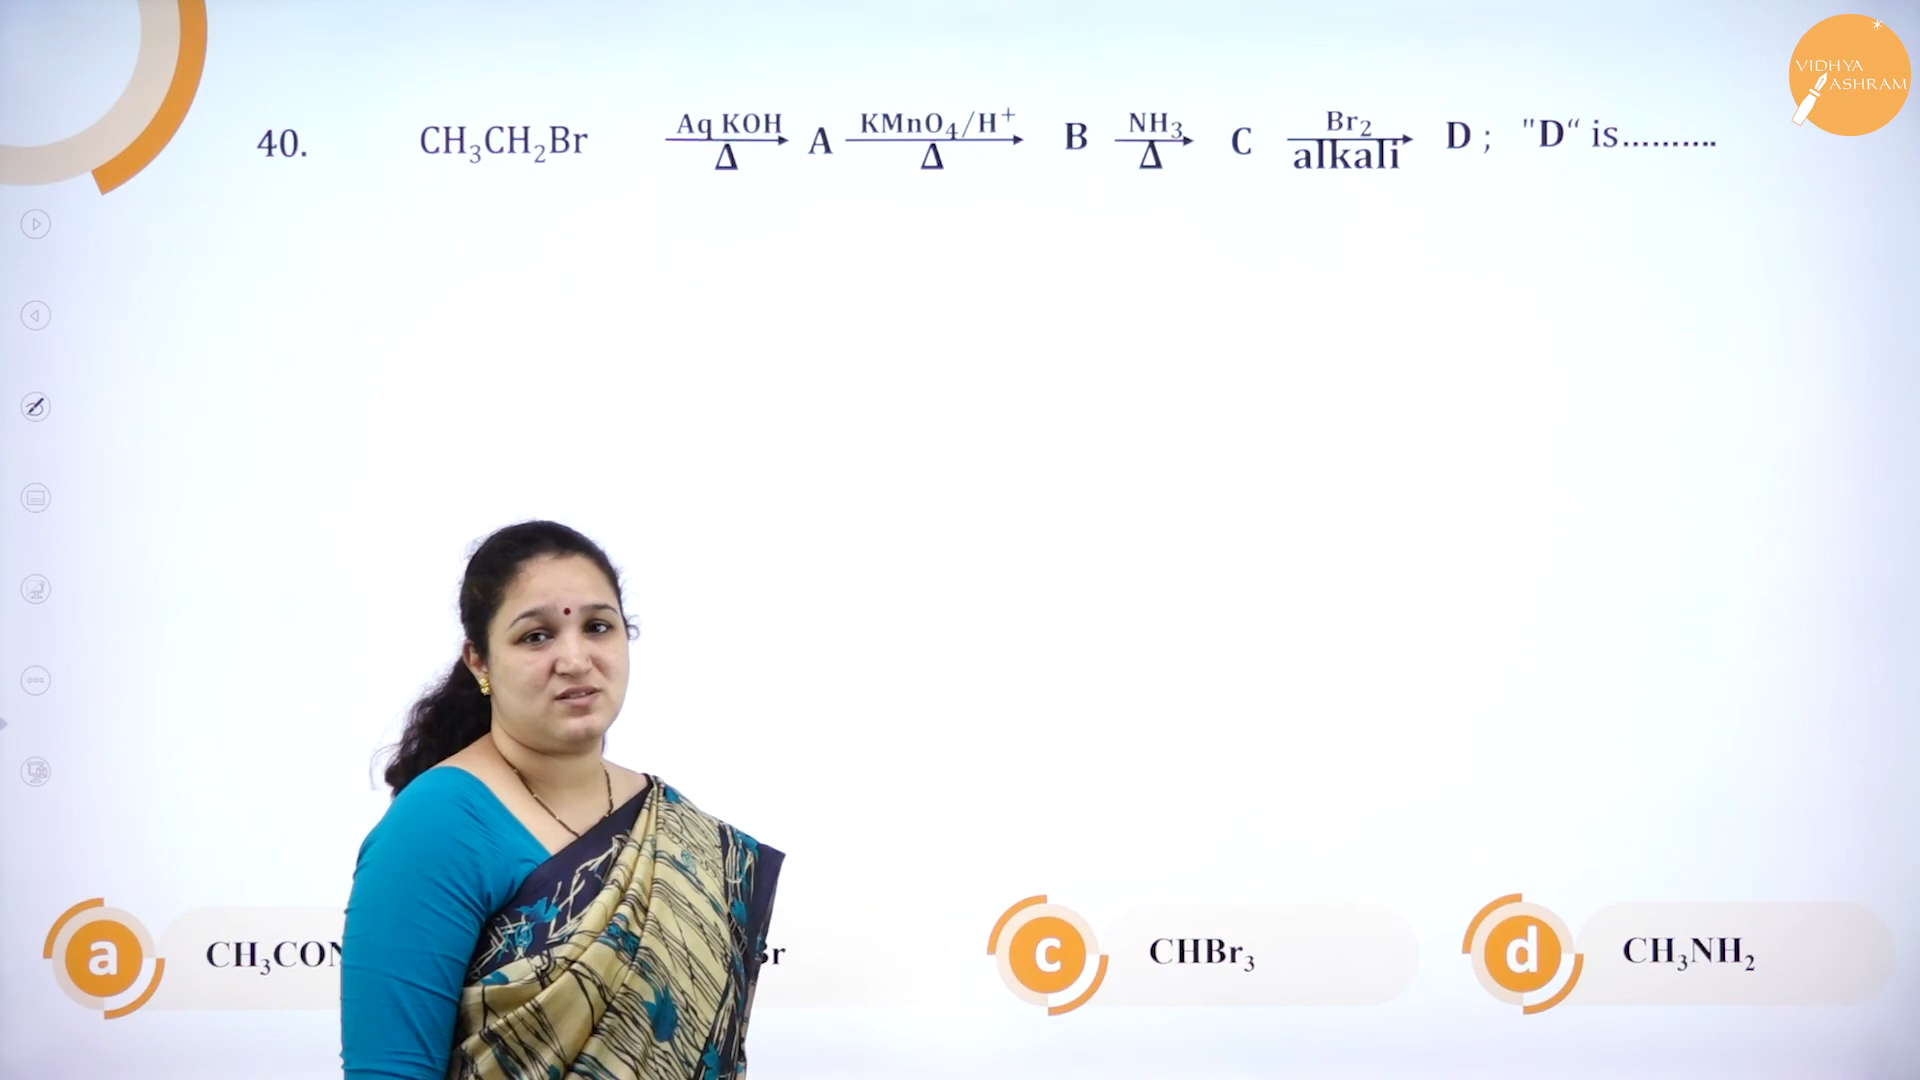 VIDHYA
ASHRAM
40. CH₃CH₂Br Aq KOH Δ A KMnO₄/H⁺ Δ B NH₃ Δ C Br₂ alkali D ; "D“ is..........
a CH₃CON
c CHBr₃
d CH₃NH₂